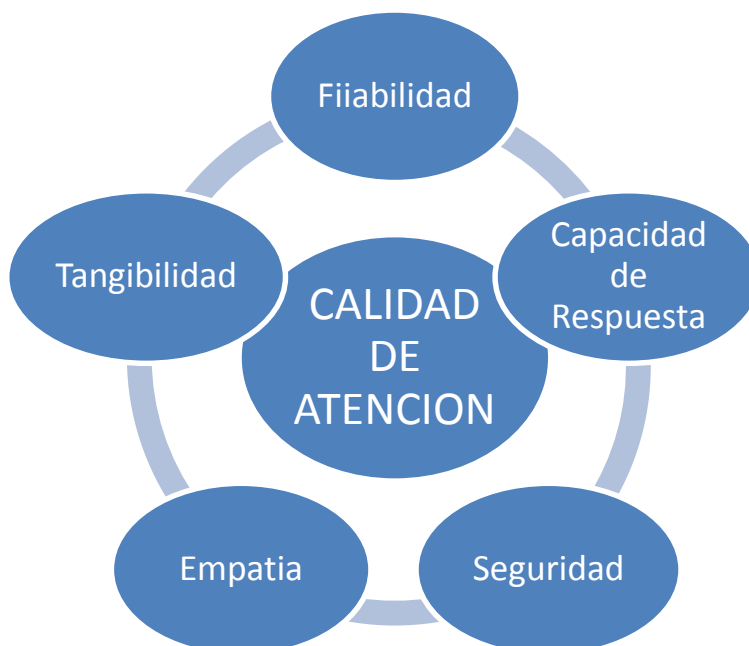 Fiiabilidad
Capacidad
de
Respuesta
Seguridad
Empatia
Tangibilidad
CALIDAD
DE
ATENCION